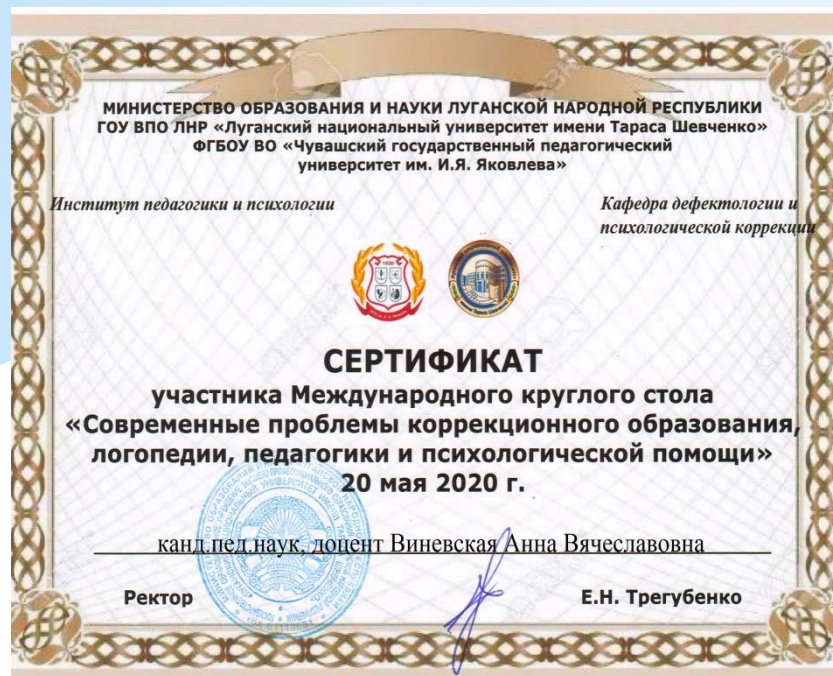 МИНИСТЕРСТВО ОБРАЗОВАНИЯ И НАУКИ ЛУГАНСКОЙ НАРОДНОЙ РЕСПУБЛИКИ
ГОУ ВПО ЛНР «Луганский национальный университет имени Тараса Шевченко»
ФГБОУ ВО «Чувашский государственный педагогический
университет им. И.Я. Яковлева»
Институт педагогики и психологии
Кафедра дефектологии и
психологической коррекции
1930
СЕРТИФИКАТ
участника Международного круглого стола
«Современные проблемы коррекционного образования,
логопедии, педагогики и психологической помощи»
20 мая 2020 г.
канд.пед.наук, доцент Виневская Анна Вячеславовна
Ректор
Е.Н. Трегубенко